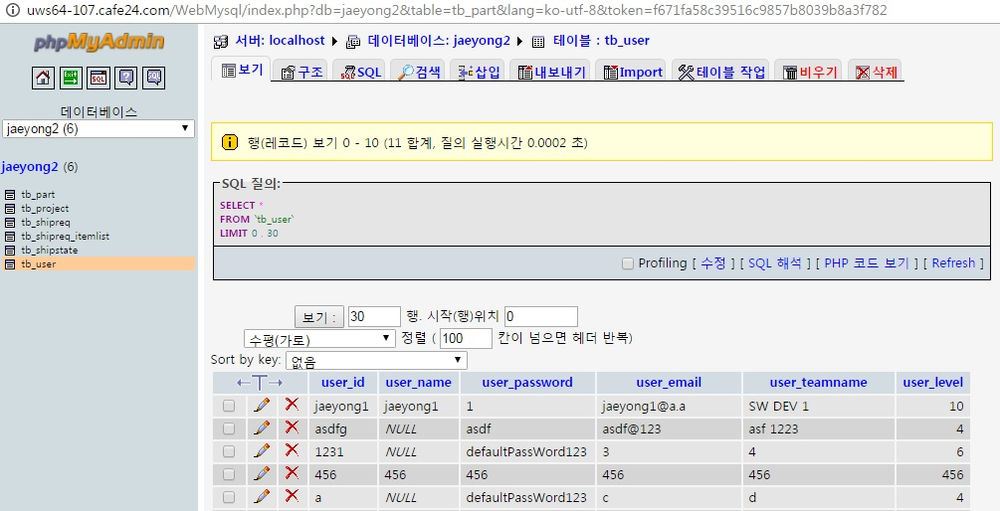 uws64-107.cafe24.com/WebMysql/index.php?db=jaeyong2&table=tb_part&lang=ko-utf-8&token=f671fa58c39516c9857b8039b8a3f782
phpMyAdmin
Exit SQL ? SQL
데이터베이스
jaeyong2 (6)
jaeyong2 (6)
tb_part
tb_project
tb_shipreq
tb_shipreq_itemlist
tb_shipstate
tb_user
서버: localhost 데이터베이스: jaeyong2 테이블 : tb_user
보기 구조 SQL 검색 삽입 내보내기 Import 테이블 작업 비우기 삭제
행(레코드) 보기 0 - 10 (11 합계, 질의 실행시간 0.0002 초)
SQL 질의:
SELECT *
FROM `tb_user`
LIMIT 0 , 30
Profiling [ 수정 ] [ SQL 해석 ] [ PHP 코드 보기 ] [ Refresh ]
보기 : 30 행. 시작(행)위치 0
수평(가로) 정렬 ( 100 칸이 넘으면 헤더 반복)
Sort by key: 없음
←T→ user_id user_name user_password user_email user_teamname user_level
jaeyong1 jaeyong1 1 jaeyong1@a.a SW DEV 1 10
asdfg NULL asdf asdf@123 asf 1223 4
1231 NULL defaultPassWord123 3 4 6
456 456 456 456 456 456
a NULL defaultPassWord123 c d 4